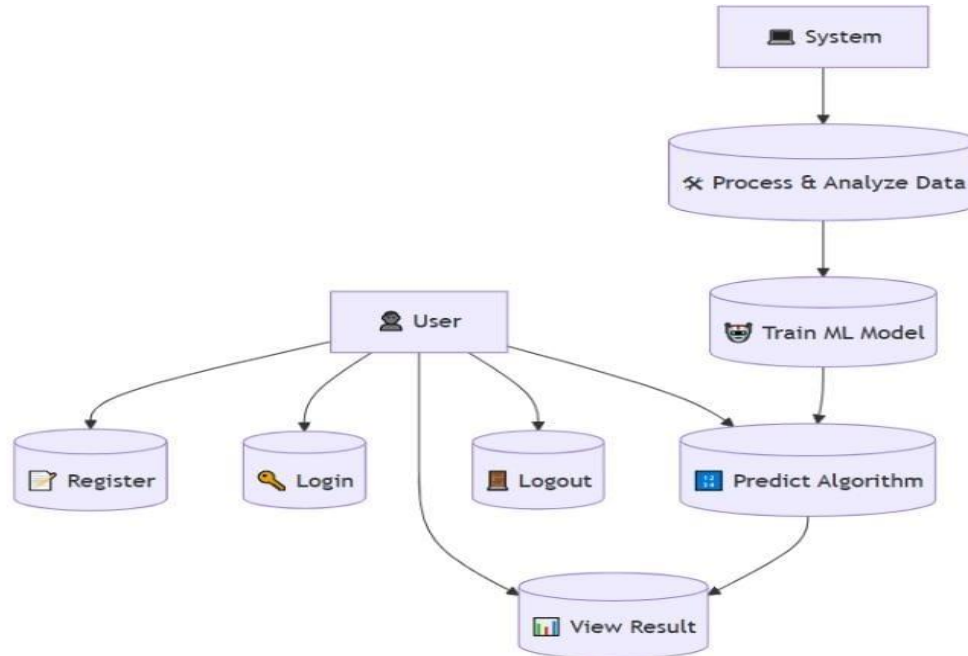 System
Process & Analyze Data
Train ML Model
User
Register
Login
Logout
Predict Algorithm
View Result